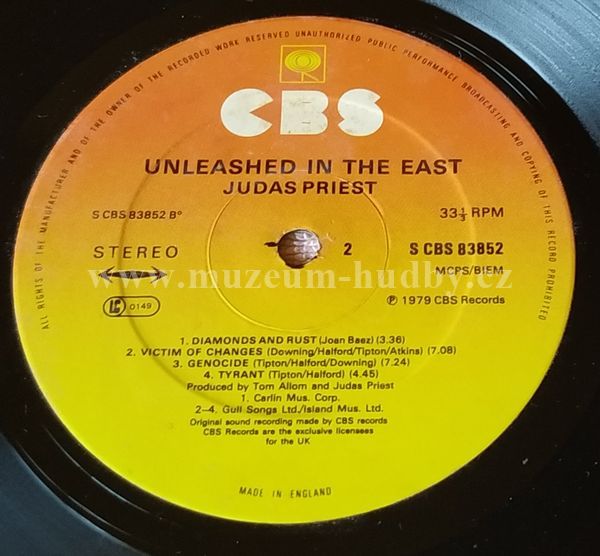 ALL RIGHTS OF THE MANUFACTURER AND OF THE OWNER OF THE RECORDED WORK RESERVED UNAUTHORIZED PUBLIC PERFORMANCE BROADCASTING AND COPYING OF THIS RECORD PROHIBITED
CBS
UNLEASHED IN THE EAST
JUDAS PRIEST
S CBS 83852 B° 33⅓ RPM
STEREO 2 S CBS 83852
MCPS/BIEM
www.muzeum-hudby.cz
LC 0149 ℗ 1979 CBS Records
1. DIAMONDS AND RUST (Joan Baez) (3.36)
2. VICTIM OF CHANGES (Downing/Halford/Tipton/Atkins) (7.08)
3. GENOCIDE (Tipton/Halford/Downing) (7.24)
4. TYRANT (Tipton/Halford) (4.45)
Produced by Tom Allom and Judas Priest
1. Carlin Mus. Corp.
2–4. Gull Songs Ltd./Island Mus. Ltd.
Original sound recording made by CBS records
CBS Records are the exclusive licensees
for the UK
MADE IN ENGLAND